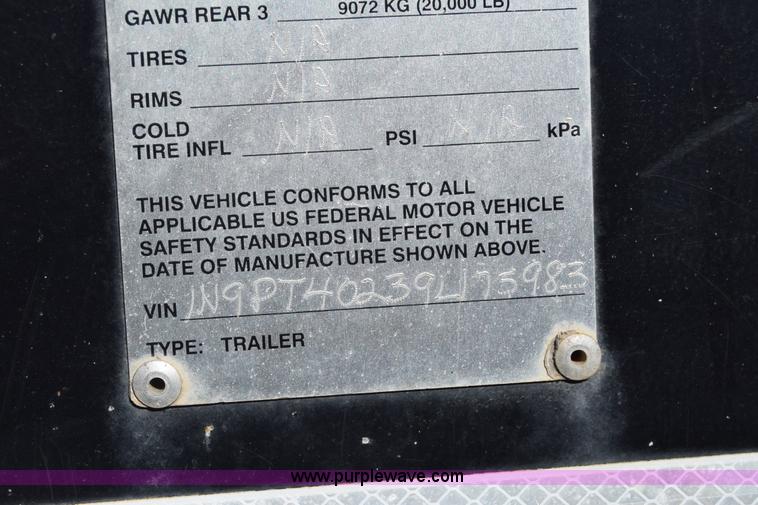 GAWR REAR 3 9072 KG (20,000 LB)
TIRES N/A
RIMS N/A
COLD
TIRE INFL N/A PSI N/A kPa
THIS VEHICLE CONFORMS TO ALL
APPLICABLE US FEDERAL MOTOR VEHICLE
SAFETY STANDARDS IN EFFECT ON THE
DATE OF MANUFACTURE SHOWN ABOVE.
VIN 1N9PT40239L175983
TYPE: TRAILER
www.purplewave.com